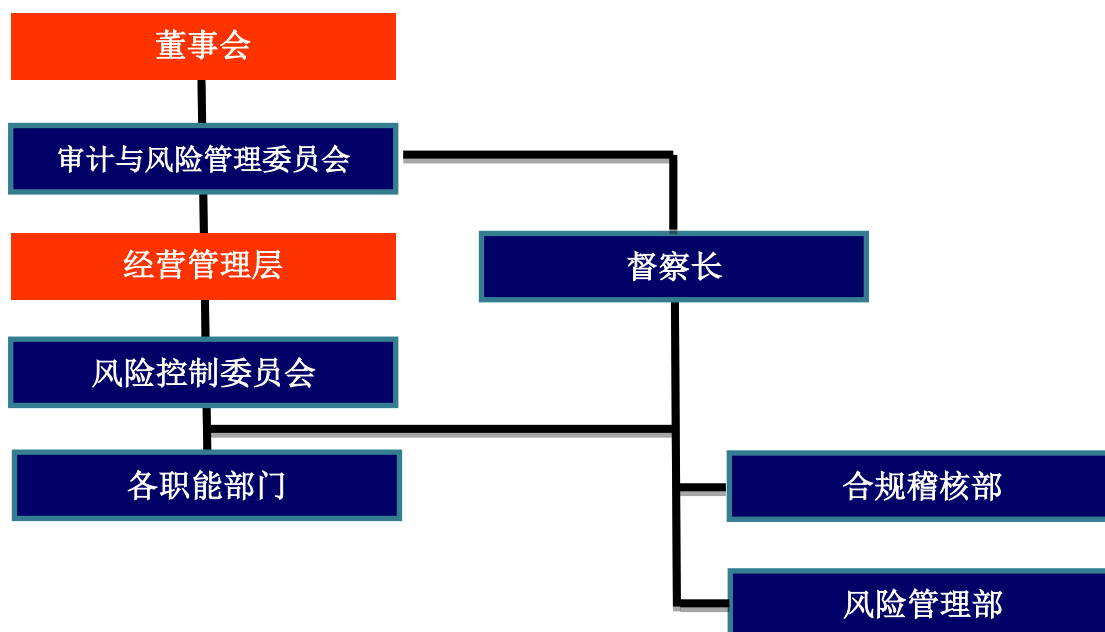 董事会
审计与风险管理委员会
经营管理层
督察长
风险控制委员会
各职能部门
合规稽核部
风险管理部